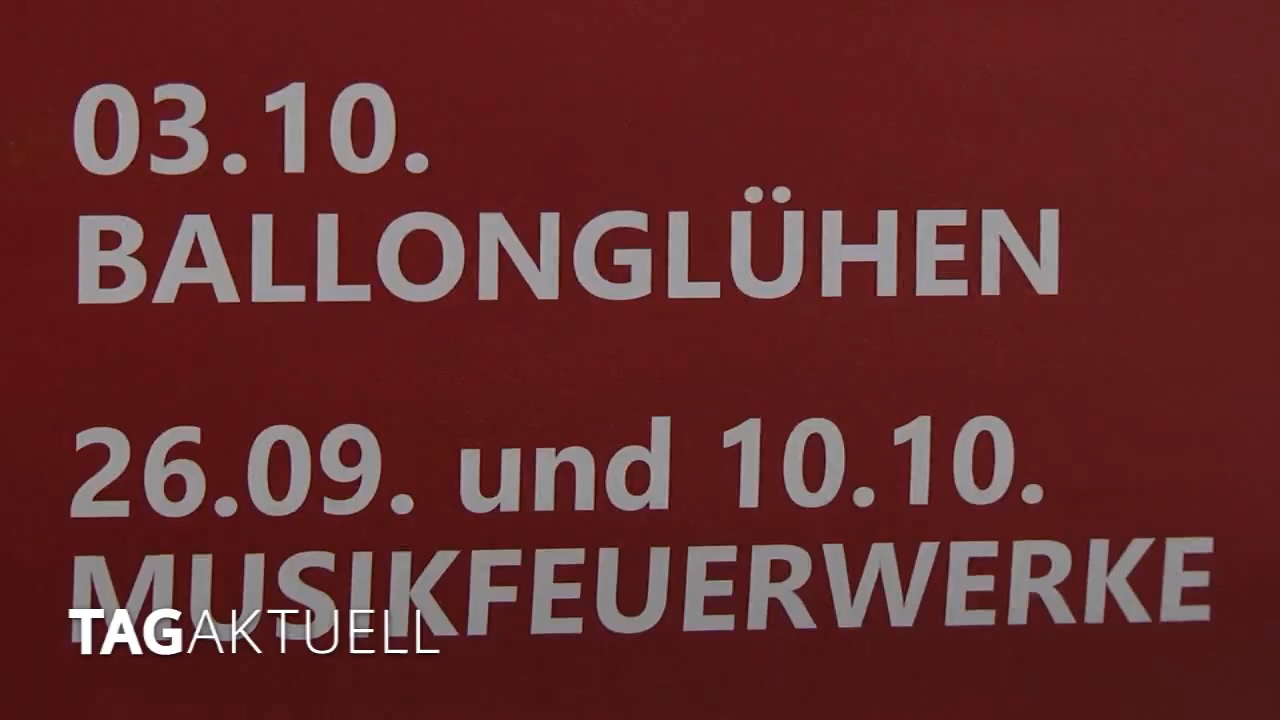 03.10.
BALLONGLÜHEN
26.09. und 10.10.
MUSIKFEUERWERKE
TAGAKTUELL